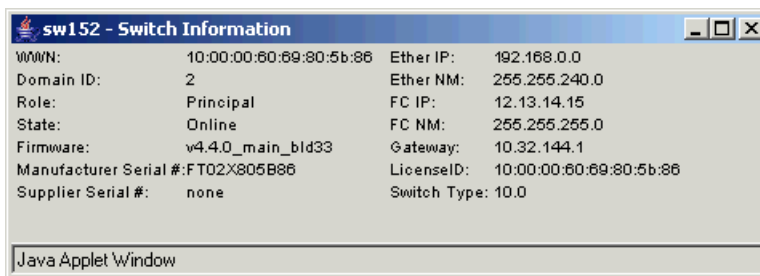 sw152 - Switch Information
WWN: 10:00:00:60:69:80:5b:86 Ether IP: 192.168.0.0
Domain ID: 2 Ether NM: 255.255.240.0
Role: Principal FC IP: 12.13.14.15
State: Online FC NM: 255.255.255.0
Firmware: v4.4.0_main_bld33 Gateway: 10.32.144.1
Manufacturer Serial #:FT02X805B86 LicenseID: 10:00:00:60:69:80:5b:86
Supplier Serial #: none Switch Type: 10.0
Java Applet Window